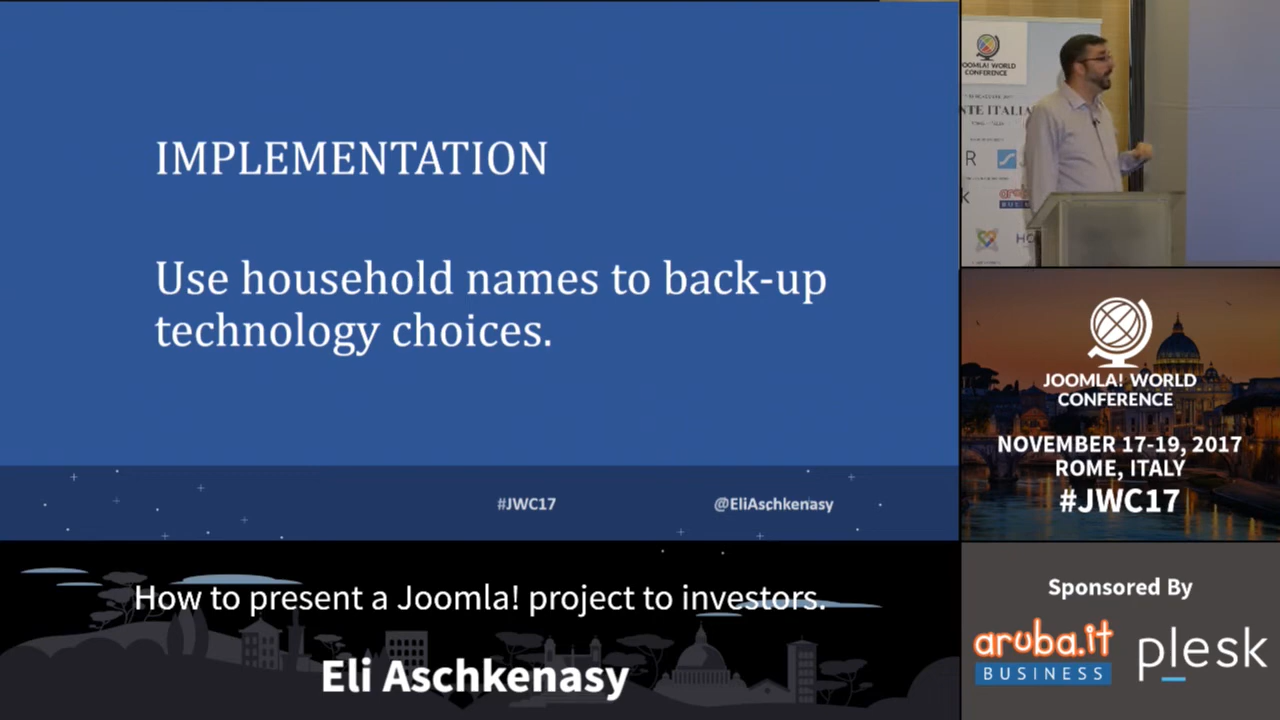 IMPLEMENTATION
Use household names to back-up
technology choices.
#JWC17
@EliAschkenasy
How to present a Joomla! project to investors.
Eli Aschkenasy
JOOMLA! WORLD
CONFERENCE
NOVEMBER 17-19, 2017
ROME, ITALY
#JWC17
Sponsored By
aruba.it
BUSINESS
plesk